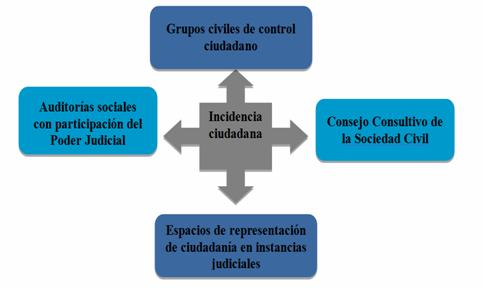 Grupos civiles de control
ciudadano
Auditorías sociales
con participación del
Poder Judicial
Incidencia
ciudadana
Consejo Consultivo de
la Sociedad Civil
Espacios de representación
de ciudadanía en instancias
judiciales